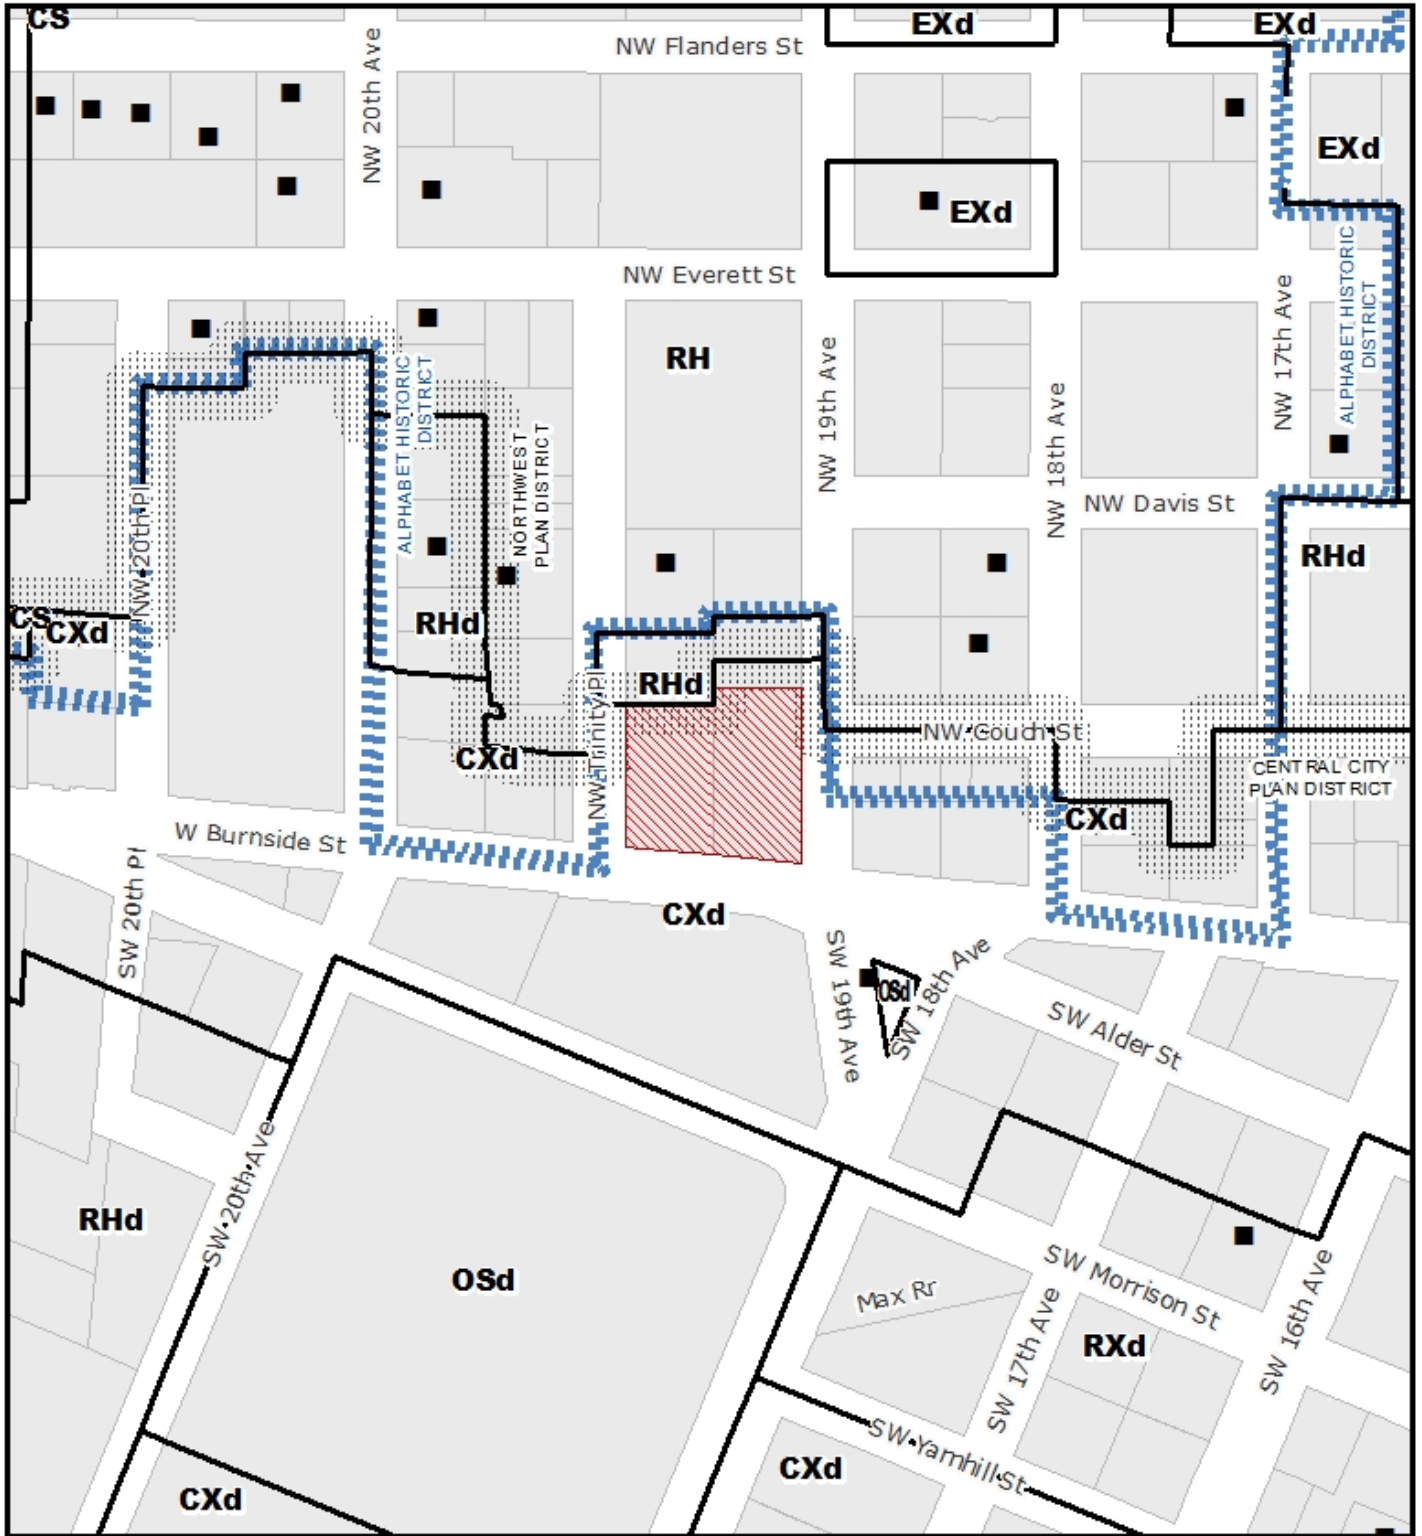 CS
EXd
EXd
NW Flanders St
NW 20th Ave
EXd
EXd
NW Everett St
ALPHABET HISTORIC
DISTRICT
NW 17th Ave
RH
NW 19th Ave
NW 18th Ave
ALPHABET HISTORIC
DISTRICT
NORTHWEST
PLAN DISTRICT
NW 20th Pl
NW Davis St
RHd
CS
CXd
RHd
RHd
NW Trinity Pl
NW Couch St
CXd
CENTRAL CITY
PLAN DISTRICT
CXd
W Burnside St
SW 20th Pl
CXd
SW 19th Ave
OSd
SW 18th Ave
SW Alder St
SW 20th Ave
RHd
OSd
SW Morrison St
Max Rr
SW 17th Ave
SW 16th Ave
RXd
SW Yamhill St
CXd
CXd